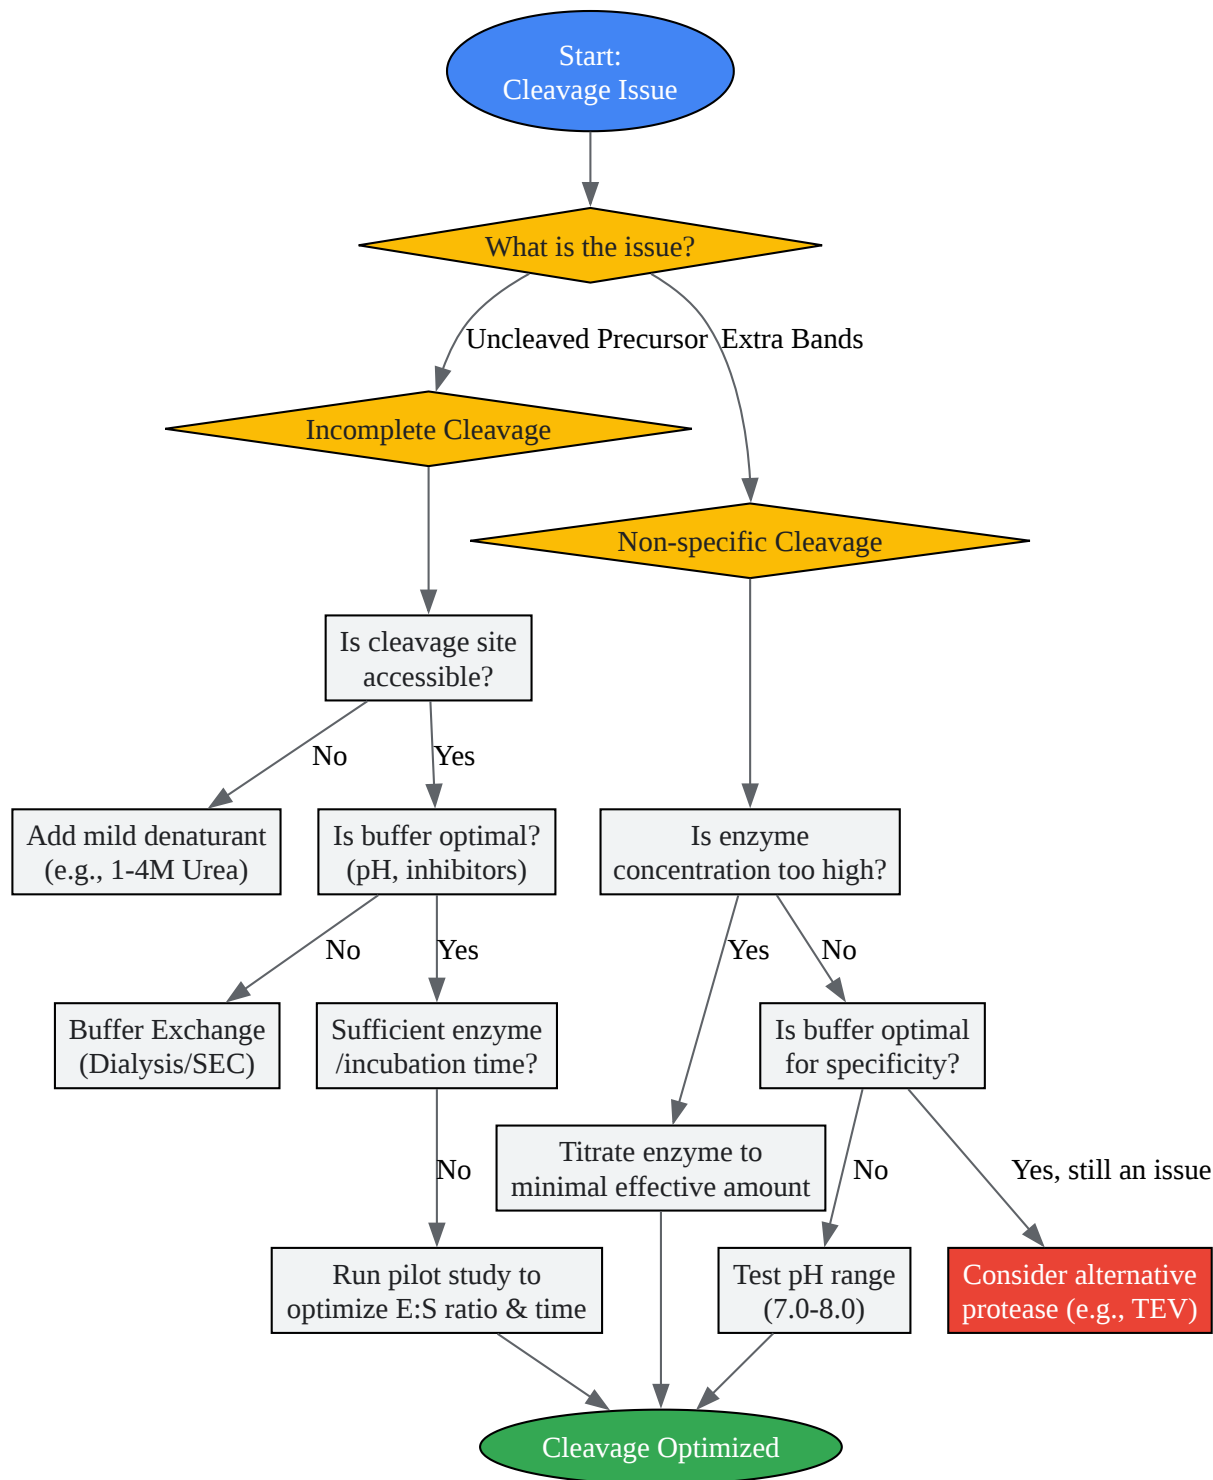 Start:
Cleavage Issue
What is the issue?
Uncleaved Precursor
Extra Bands
Incomplete Cleavage
Non-specific Cleavage
Is cleavage site
accessible?
No
Yes
Add mild denaturant
(e.g., 1-4M Urea)
Is buffer optimal?
(pH, inhibitors)
Is enzyme
concentration too high?
No
Yes
Yes
No
Buffer Exchange
(Dialysis/SEC)
Sufficient enzyme
/incubation time?
Is buffer optimal
for specificity?
Titrate enzyme to
minimal effective amount
No
No
Yes, still an issue
Run pilot study to
optimize E:S ratio & time
Test pH range
(7.0-8.0)
Consider alternative
protease (e.g., TEV)
Cleavage Optimized